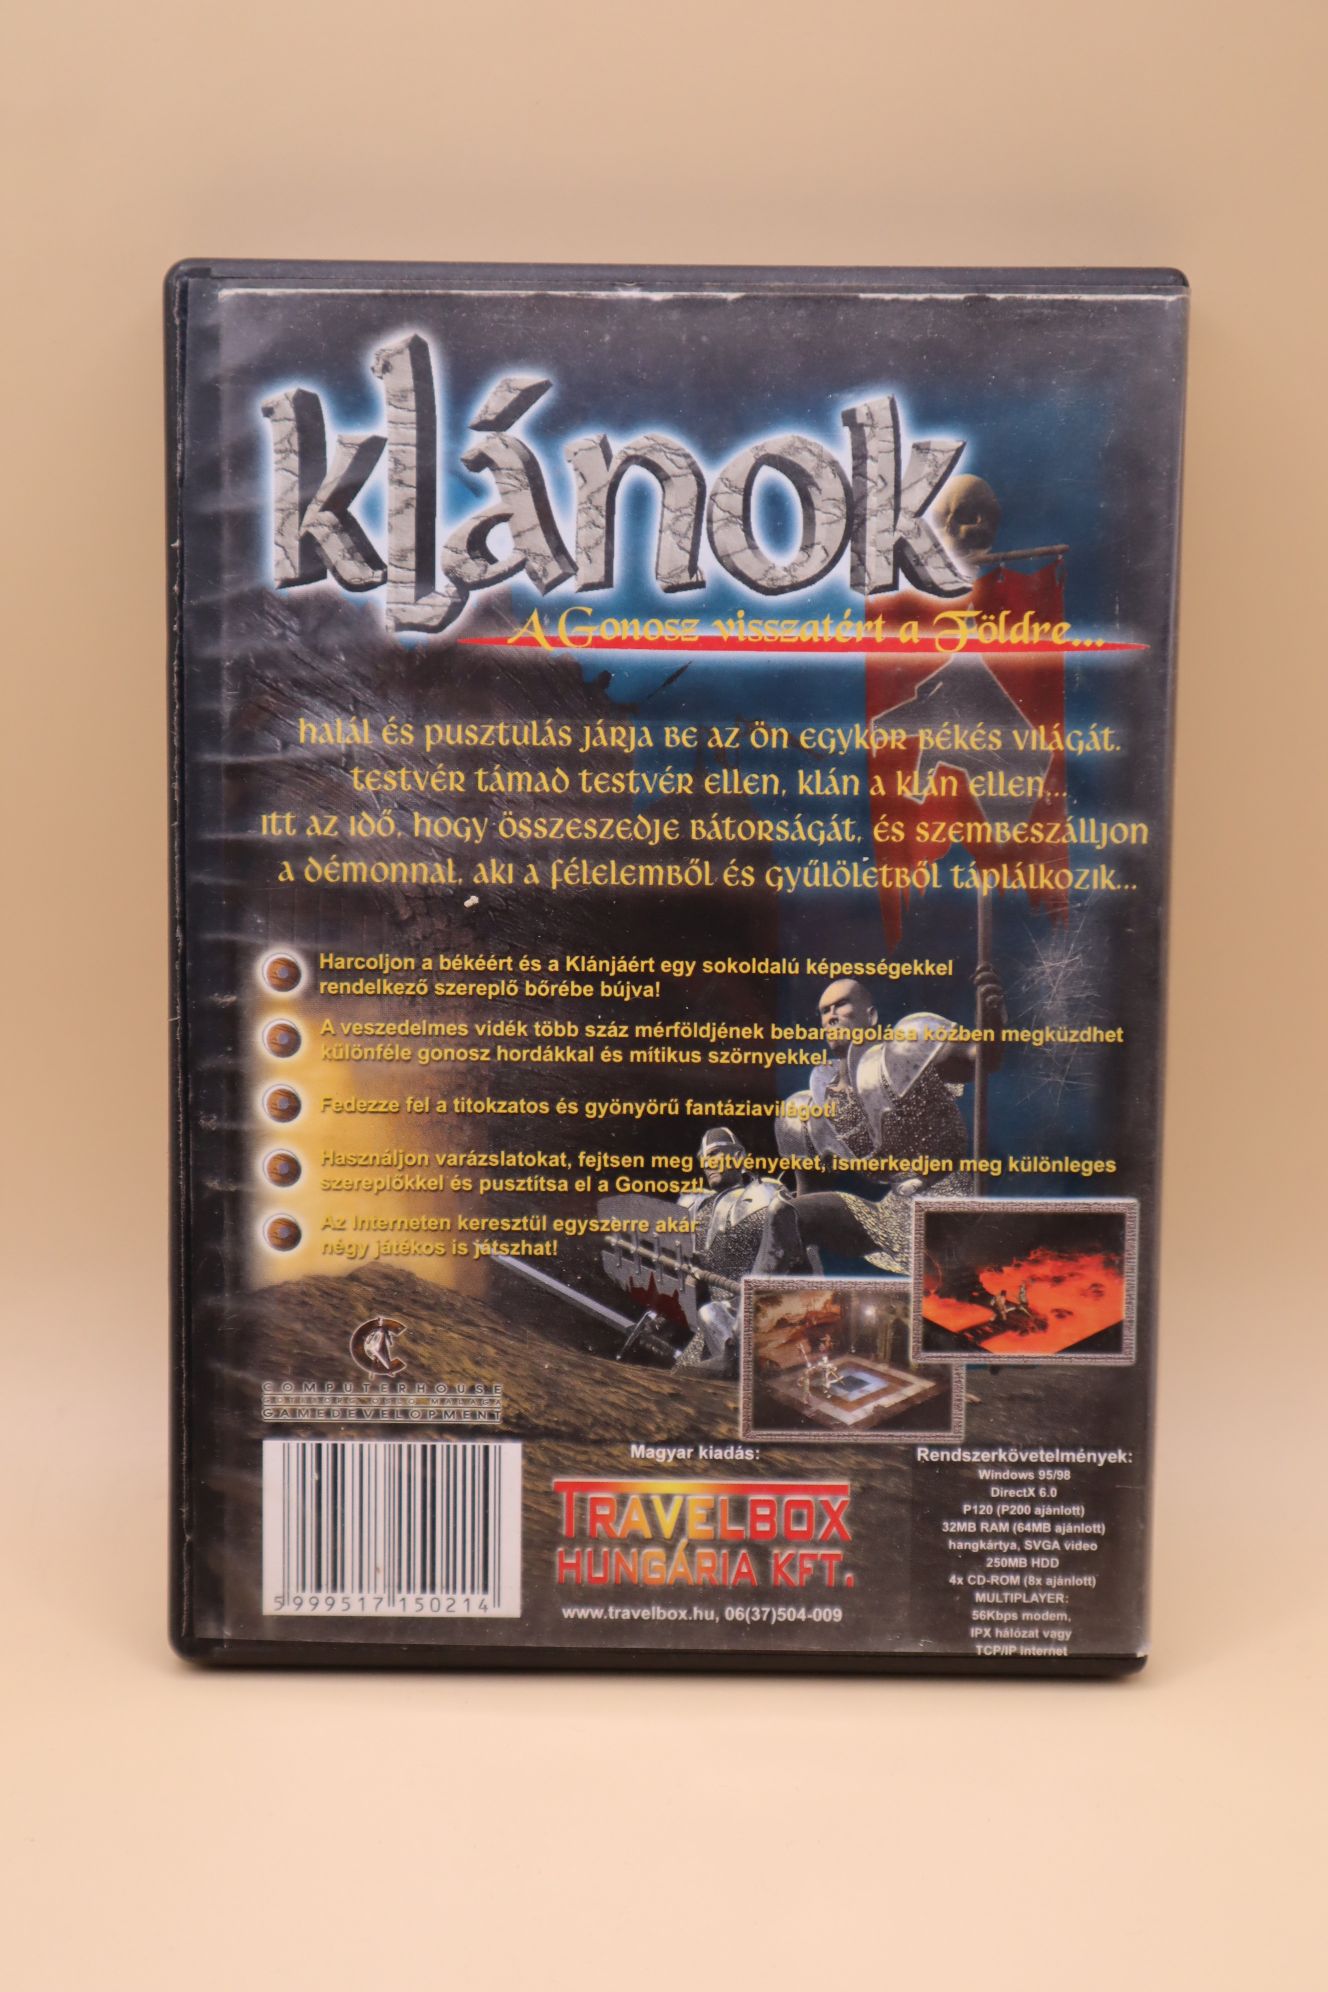 klánok
A Gonosz visszatért a Földre...
Halál és pusztulás járja be az ön egykor békés világát.
Testvér támad testvér ellen, klán a klán ellen...
Itt az idő, hogy összeszedje bátorságát, és szembeszálljon
a démonnal, aki a félelemből és gyűlöletből táplálkozik...
Harcoljon a békéért és a Klánjáért egy sokoldalú képességekkel
rendelkező szereplő bőrébe bújva!
A veszedelmes vidék több száz mérföldjének bebarangolása közben megküzdhet
különféle gonosz hordákkal és mítikus szörnyekkel.
Fedezze fel a titokzatos és gyönyörű fantáziavilágot!
Használjon varázslatokat, fejtsen meg rejtvényeket, ismerkedjen meg különleges
szereplőkkel és pusztítsa el a Gonoszt!
Az Interneten keresztül egyszerre akár
négy játékos is játszhat!
COMPUTERHOUSE
GÖTEBORG OSLO MALAGA
GAMEDEVELOPMENT
5 999517 150214
Magyar kiadás:
TRAVELBOX
HUNGÁRIA KFT.
www.travelbox.hu, 06(37)504-009
Rendszerkövetelmények:
Windows 95/98
DirectX 6.0
P120 (P200 ajánlott)
32MB RAM (64MB ajánlott)
hangkártya, SVGA video
250MB HDD
4x CD-ROM (8x ajánlott)
MULTIPLAYER:
56Kbps modem,
IPX hálózat vagy
TCP/IP Internet